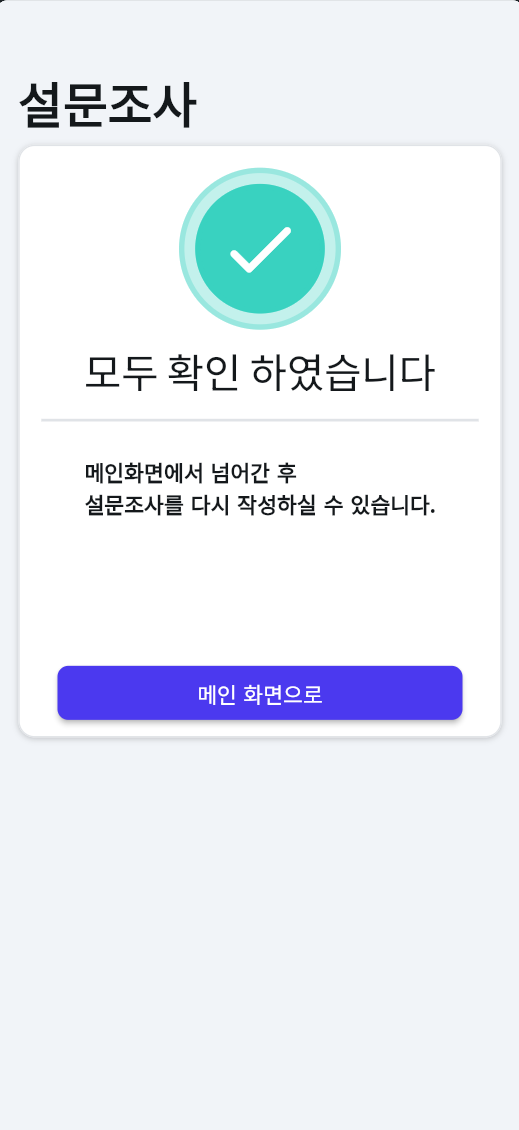 설문조사
모두 확인 하였습니다
메인화면에서 넘어간 후
설문조사를 다시 작성하실 수 있습니다.
메인 화면으로